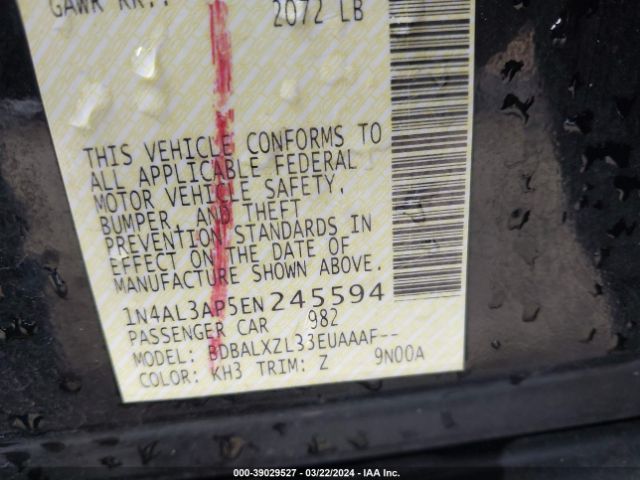 GAWR RR.: 2072 LB
THIS VEHICLE CONFORMS TO
ALL APPLICABLE FEDERAL
MOTOR VEHICLE SAFETY,
BUMPER, AND THEFT
PREVENTION STANDARDS IN
EFFECT ON THE DATE OF
MANUFACTURE SHOWN ABOVE.
1N4AL3AP5EN245594
PASSENGER CAR 982
MODEL: BDBALXZL33EUAAAF--
COLOR: KH3 TRIM: Z 9N00A
000-39029527 - 03/22/2024 - IAA Inc.